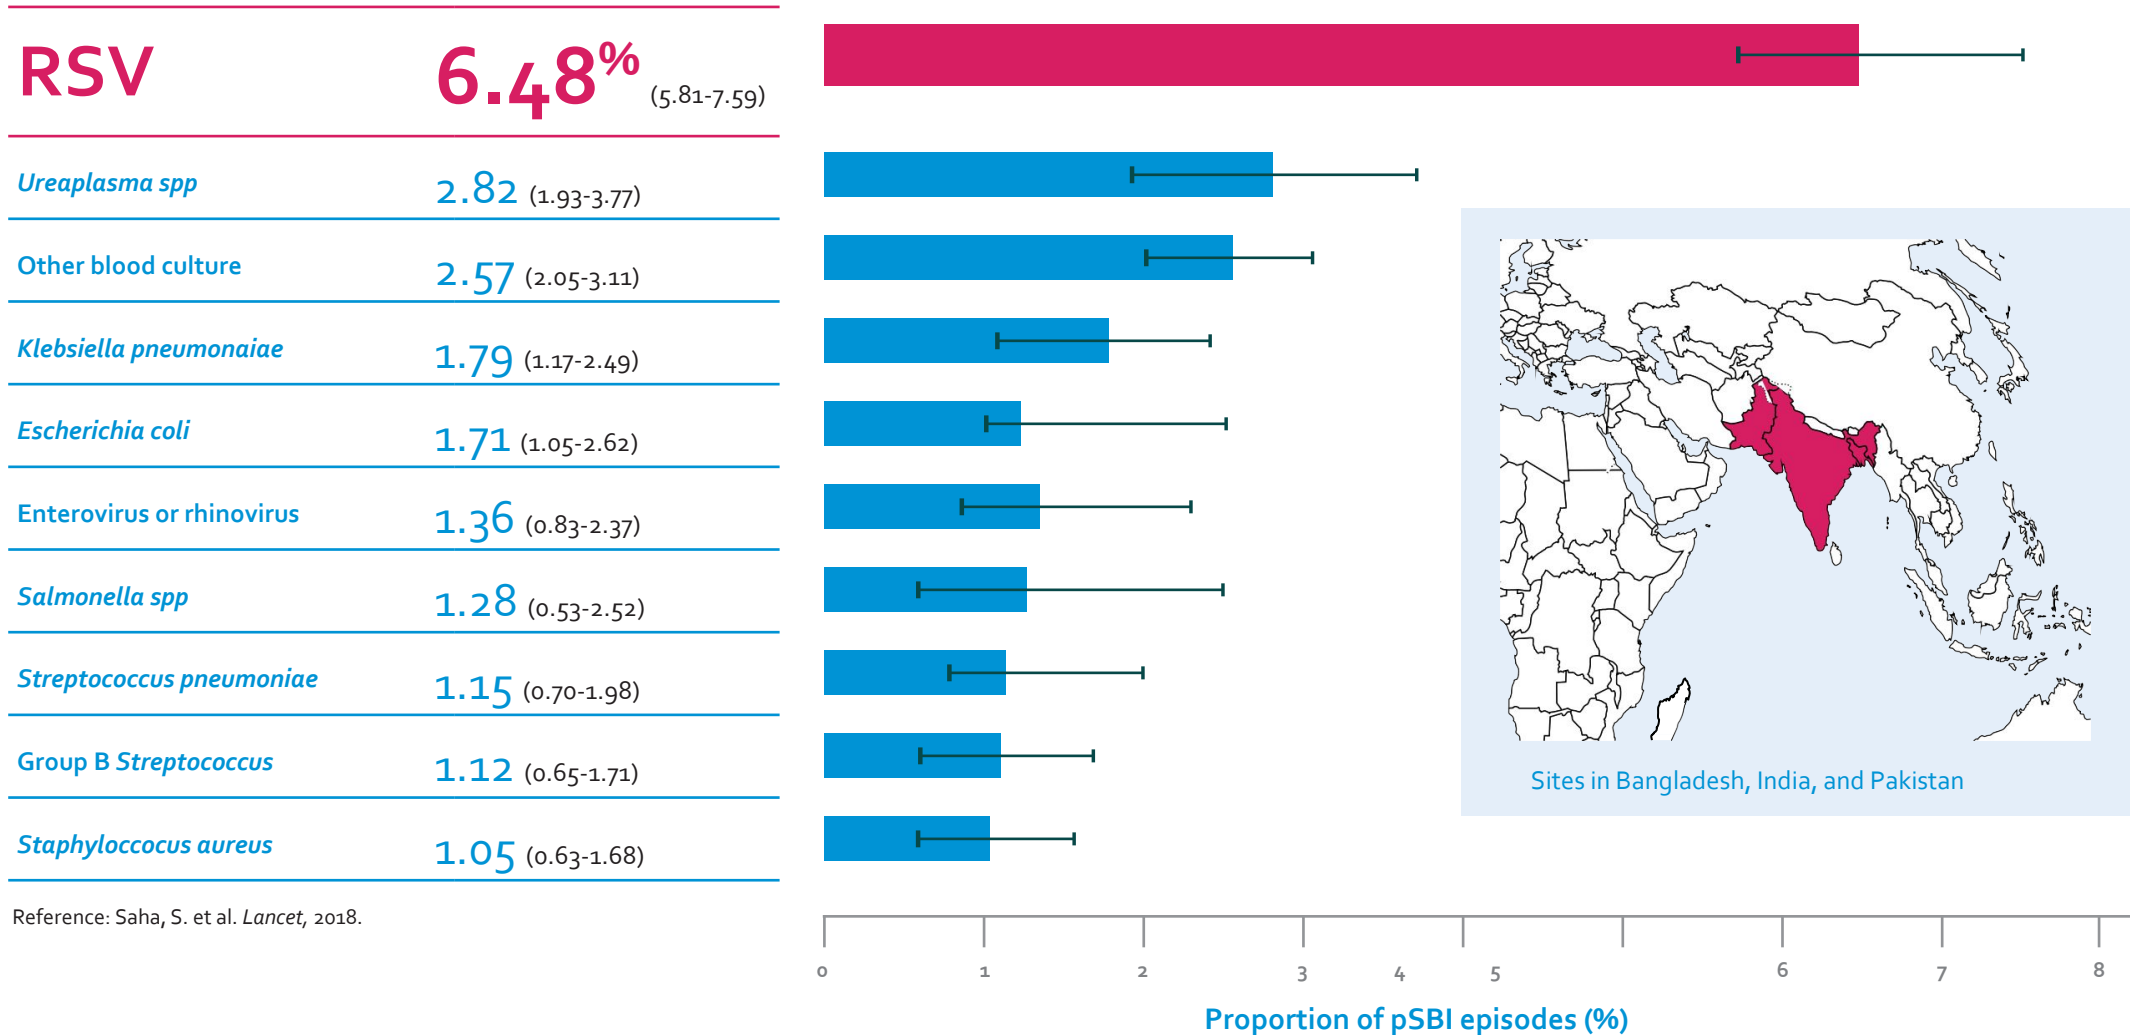 RSV 6.48% (5.81-7.59)
Ureaplasma spp 2.82 (1.93-3.77)
Other blood culture 2.57 (2.05-3.11)
Klebsiella pneumonaiae 1.79 (1.17-2.49)
Escherichia coli 1.71 (1.05-2.62)
Enterovirus or rhinovirus 1.36 (0.83-2.37)
Salmonella spp 1.28 (0.53-2.52)
Streptococcus pneumoniae 1.15 (0.70-1.98)
Group B Streptococcus 1.12 (0.65-1.71)
Staphyloccocus aureus 1.05 (0.63-1.68)
Sites in Bangladesh, India, and Pakistan
Reference: Saha, S. et al. Lancet, 2018.
0 1 2 3 4 5 6 7 8
Proportion of pSBI episodes (%)